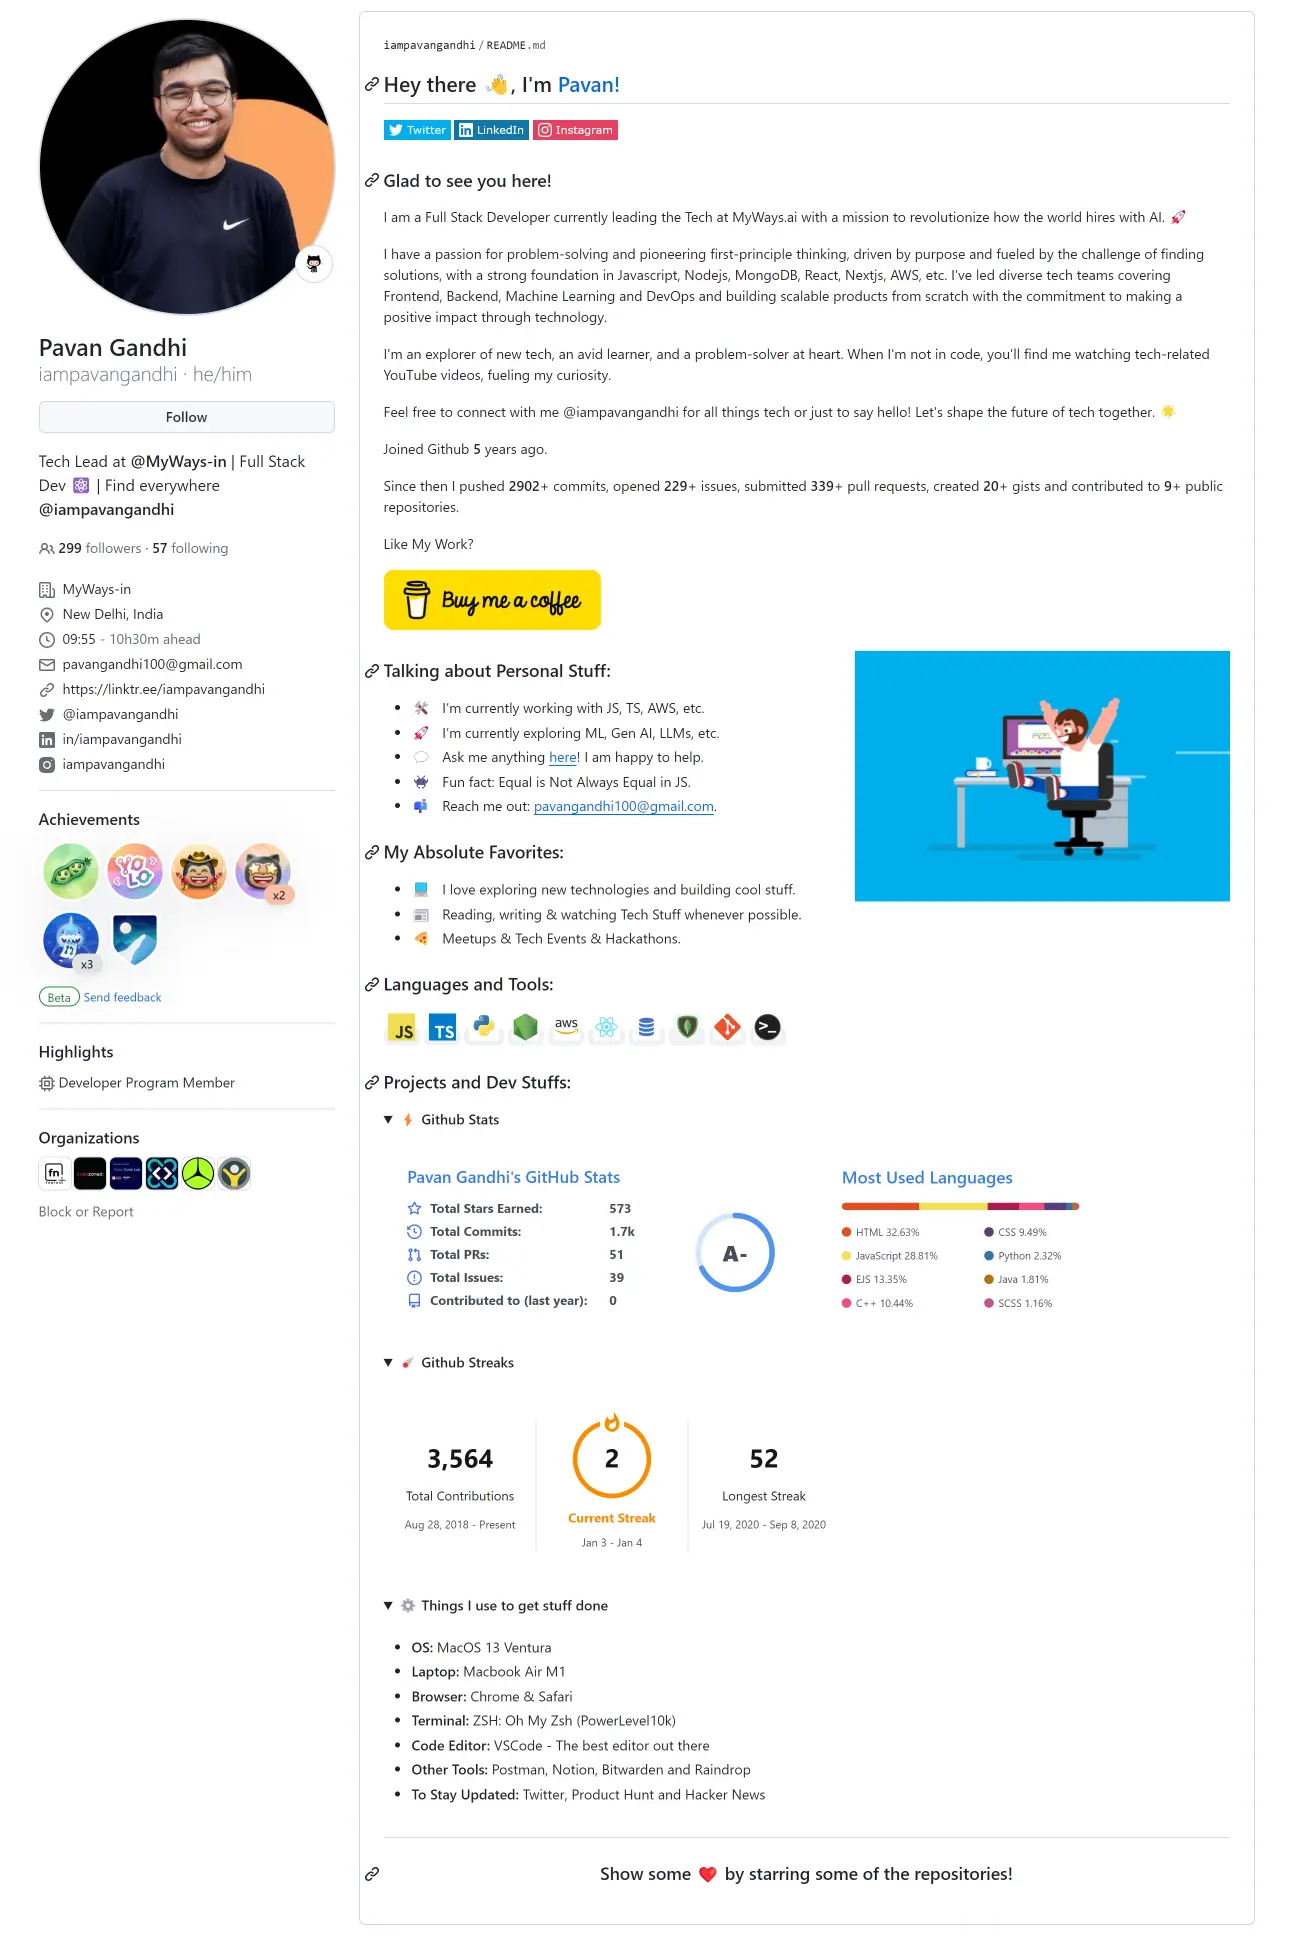 Pavan Gandhi
iampavangandhi · he/him
Follow
Tech Lead at @MyWays-in | Full Stack
Dev | Find everywhere
@iampavangandhi
299 followers · 57 following
MyWays-in
New Delhi, India
09:55 - 10h30m ahead
pavangandhi100@gmail.com
https://linktr.ee/iampavangandhi
@iampavangandhi
in/iampavangandhi
iampavangandhi
Achievements
YOLO
x2
x3
Beta Send feedback
Highlights
Developer Program Member
Organizations
fn
Block or Report
iampavangandhi / README.md
Hey there 👋, I'm Pavan!
Twitter LinkedIn Instagram
Glad to see you here!
I am a Full Stack Developer currently leading the Tech at MyWays.ai with a mission to revolutionize how the world hires with AI. 🚀
I have a passion for problem-solving and pioneering first-principle thinking, driven by purpose and fueled by the challenge of finding
solutions, with a strong foundation in Javascript, Nodejs, MongoDB, React, Nextjs, AWS, etc. I've led diverse tech teams covering
Frontend, Backend, Machine Learning and DevOps and building scalable products from scratch with the commitment to making a
positive impact through technology.
I'm an explorer of new tech, an avid learner, and a problem-solver at heart. When I'm not in code, you'll find me watching tech-related
YouTube videos, fueling my curiosity.
Feel free to connect with me @iampavangandhi for all things tech or just to say hello! Let's shape the future of tech together. 🌟
Joined Github 5 years ago.
Since then I pushed 2902+ commits, opened 229+ issues, submitted 339+ pull requests, created 20+ gists and contributed to 9+ public
repositories.
Like My Work?
Buy me a coffee
Talking about Personal Stuff:
I'm currently working with JS, TS, AWS, etc.
I'm currently exploring ML, Gen AI, LLMs, etc.
Ask me anything here! I am happy to help.
Fun fact: Equal is Not Always Equal in JS.
Reach me out: pavangandhi100@gmail.com.
My Absolute Favorites:
I love exploring new technologies and building cool stuff.
Reading, writing & watching Tech Stuff whenever possible.
Meetups & Tech Events & Hackathons.
Languages and Tools:
JS TS aws >_
Projects and Dev Stuffs:
Github Stats
Pavan Gandhi's GitHub Stats
Total Stars Earned: 573
Total Commits: 1.7k
Total PRs: 51
Total Issues: 39
Contributed to (last year): 0
A-
Most Used Languages
HTML 32.63% CSS 9.49%
JavaScript 28.81% Python 2.32%
EJS 13.35% Java 1.81%
C++ 10.44% SCSS 1.16%
Github Streaks
3,564
Total Contributions
Aug 28, 2018 - Present
2
Current Streak
Jan 3 - Jan 4
52
Longest Streak
Jul 19, 2020 - Sep 8, 2020
Things I use to get stuff done
OS: MacOS 13 Ventura
Laptop: Macbook Air M1
Browser: Chrome & Safari
Terminal: ZSH: Oh My Zsh (PowerLevel10k)
Code Editor: VSCode - The best editor out there
Other Tools: Postman, Notion, Bitwarden and Raindrop
To Stay Updated: Twitter, Product Hunt and Hacker News
Show some ❤️ by starring some of the repositories!